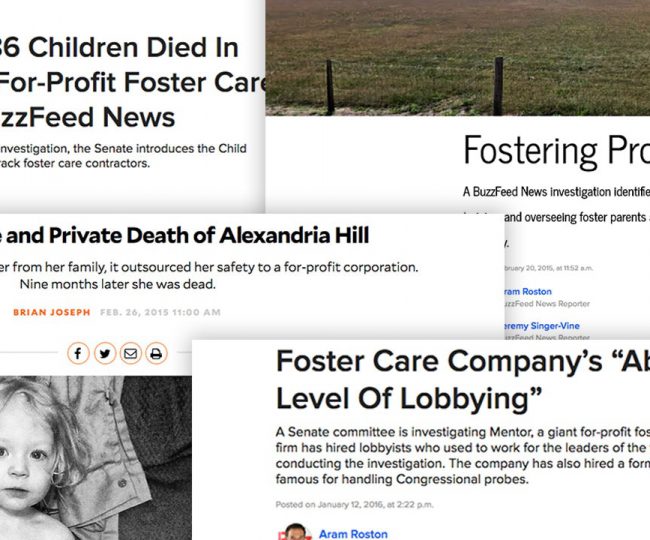 36 Children Died In
For-Profit Foster Care
zzFeed News
investigation, the Senate introduces the Child
rack foster care contractors.
Fostering Pro
A BuzzFeed News investigation identifie
and overseeing foster parents a
y.
bruary 20, 2015, at 11:52 a.m.
ram Roston
uzzFeed News Reporter
eremy Singer-Vine
uzzFeed News Reporter
e and Private Death of Alexandria Hill
er from her family, it outsourced her safety to a for-profit corporation.
Nine months later she was dead.
BRIAN JOSEPH FEB. 26, 2015 11:00 AM
Foster Care Company’s “Ab
Level Of Lobbying”
A Senate committee is investigating Mentor, a giant for-profit fos
firm has hired lobbyists who used to work for the leaders of the
conducting the investigation. The company has also hired a form
famous for handling Congressional probes.
Posted on January 12, 2016, at 2:22 p.m.
Aram Roston